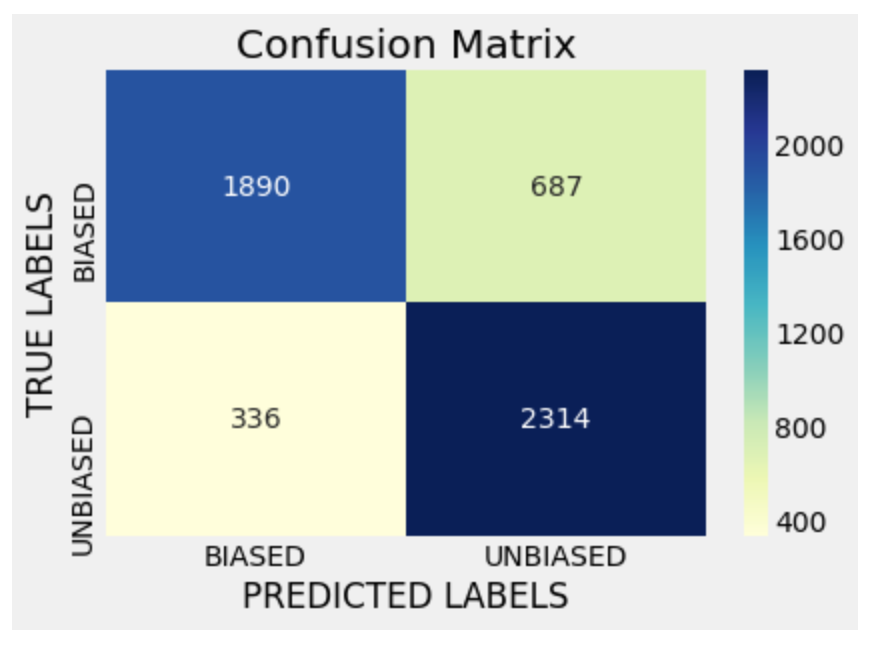 Confusion Matrix
TRUE LABELS
BIASED
1890
687
UNBIASED
336
2314
BIASED
UNBIASED
PREDICTED LABELS
2000
1600
1200
800
400